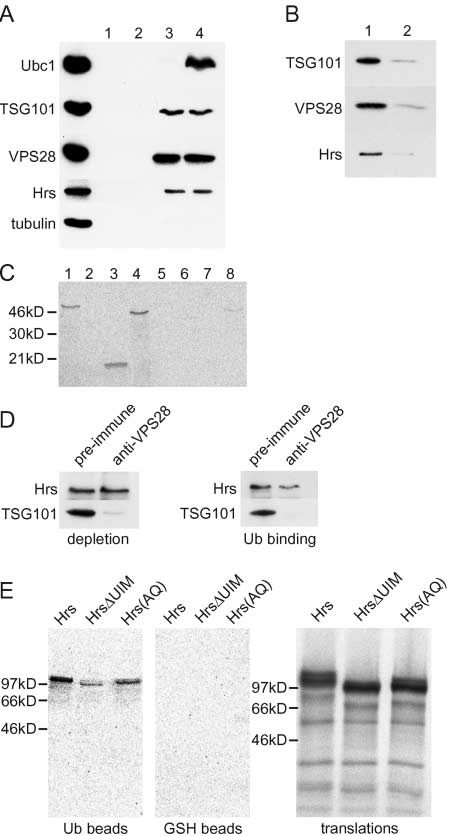 A
1 2 3 4
Ubc1
TSG101
VPS28
Hrs
tubulin
B
1 2
TSG101
VPS28
Hrs
C
1 2 3 4 5 6 7 8
46kD
30kD
21kD
D
pre-immune anti-VPS28
Hrs
TSG101
depletion
pre-immune anti-VPS28
Hrs
TSG101
Ub binding
E
Hrs HrsΔUIM Hrs(AQ)
97kD
66kD
46kD
Ub beads
Hrs HrsΔUIM Hrs(AQ)
GSH beads
Hrs HrsΔUIM Hrs(AQ)
97kD
66kD
46kD
translations